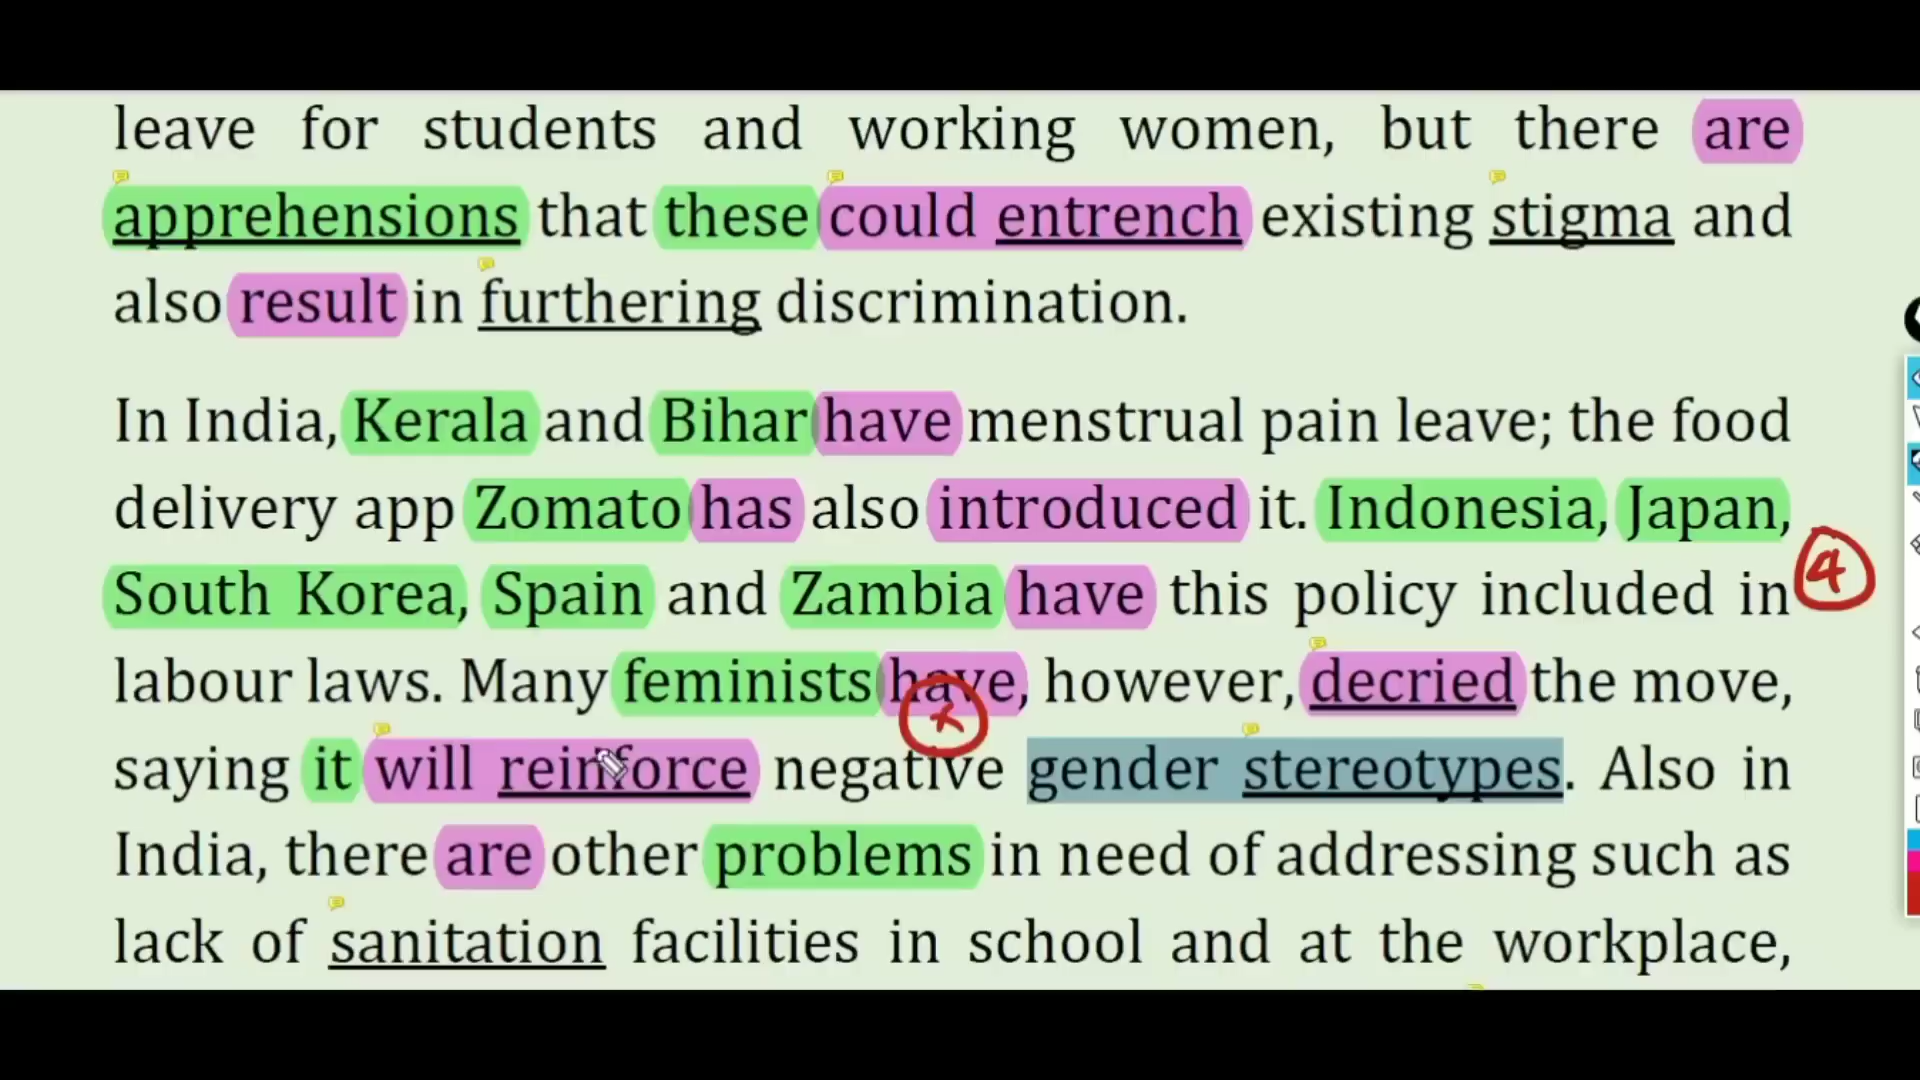 leave for students and working women, but there are
apprehensions that these could entrench existing stigma and
also result in furthering discrimination.
In India, Kerala and Bihar have menstrual pain leave; the food
delivery app Zomato has also introduced it. Indonesia, Japan,
South Korea, Spain and Zambia have this policy included in
4
labour laws. Many feminists have, however, decried the move,
x
saying it will reinforce negative gender stereotypes. Also in
India, there are other problems in need of addressing such as
lack of sanitation facilities in school and at the workplace,